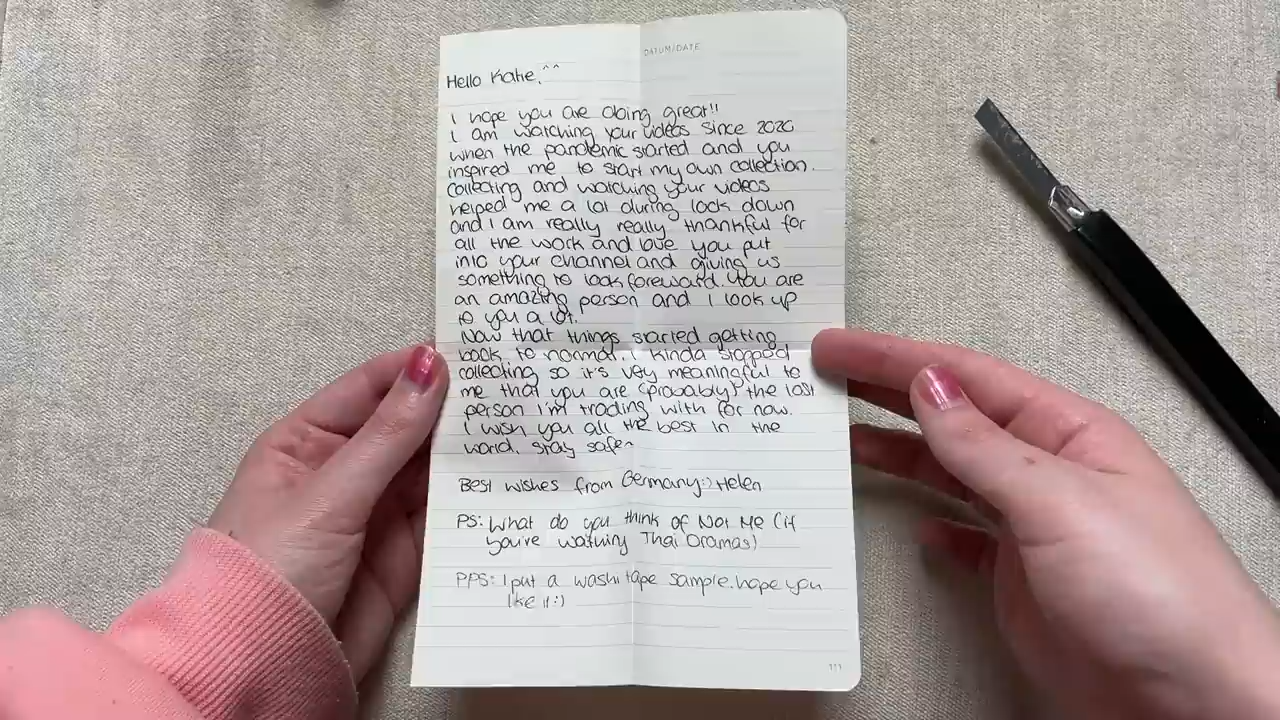 DATUM/DATE
Hello Katie,^^
I hope you are doing great!!
I am watching your videos since 2020
when the pandemic started and you
inspired me to start my own collection.
Collecting and watching your videos
helped me a lot during lock down
and I am really really thankful for
all the work and love you put
into your channel and giving us
something to look foreward. You are
an amazing person and I look up
to you a lot.
Now that things started getting
back to normal, I kinda stopped
collecting so it's very meaningful to
me that you are (probably) the last
person I'm trading with for now.
I wish you all the best in the
world, stay safe~
Best wishes from Germany:) Helen
PS: What do you think of Not Me (if
you're watching Thai Dramas)
PPS: I put a washi tape sample. hope you
like it:)
111